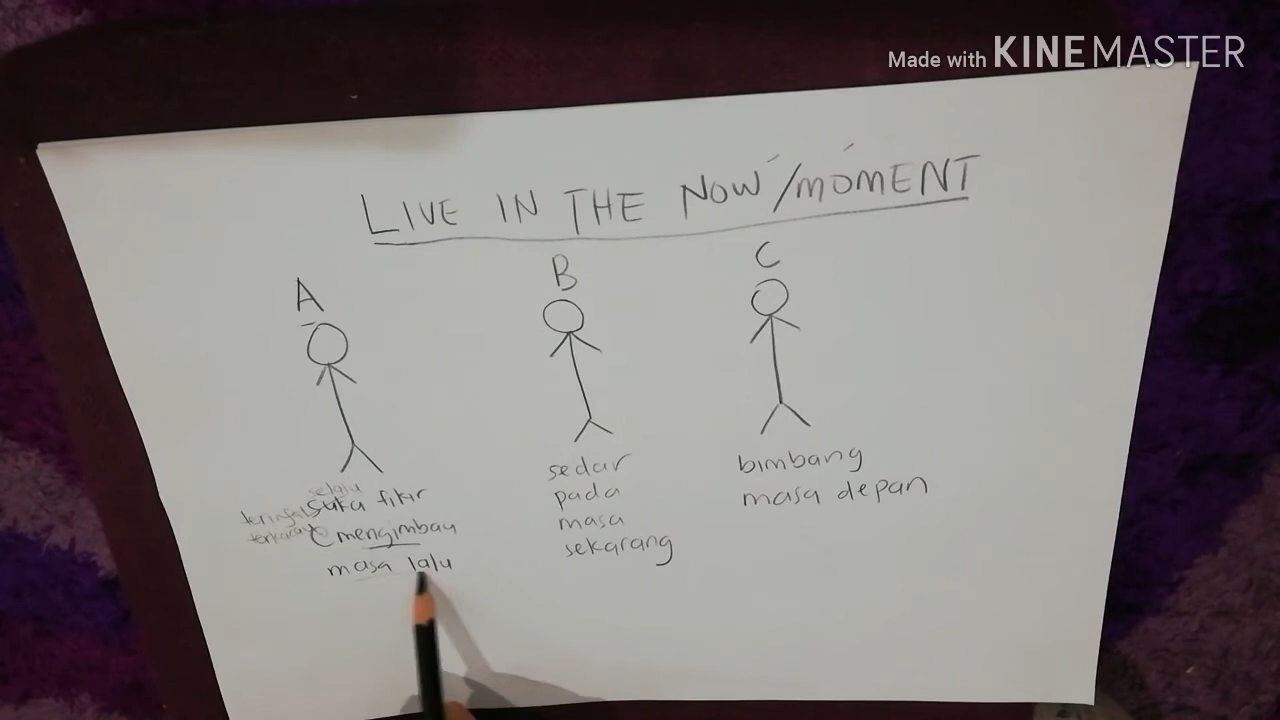 Made with KINEMASTER
LIVE IN THE NOW/MOMENT
A
selalu
suka fikir
mengimbau
masa lalu
B
sedar
pada
masa
sekarang
C
bimbang
masa depan